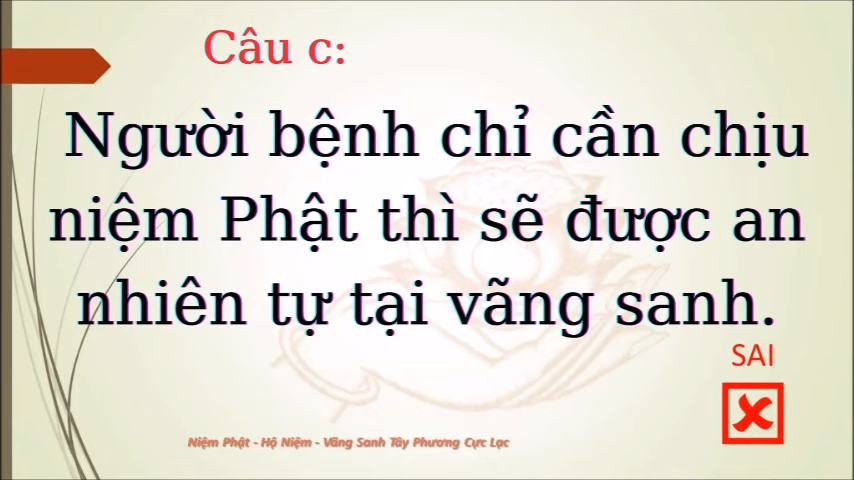 Câu c:
Người bệnh chỉ cần chịu
niệm Phật thì sẽ được an
nhiên tự tại vãng sanh.
SAI
Niệm Phật - Hộ Niệm - Vãng Sanh Tây Phương Cực Lạc